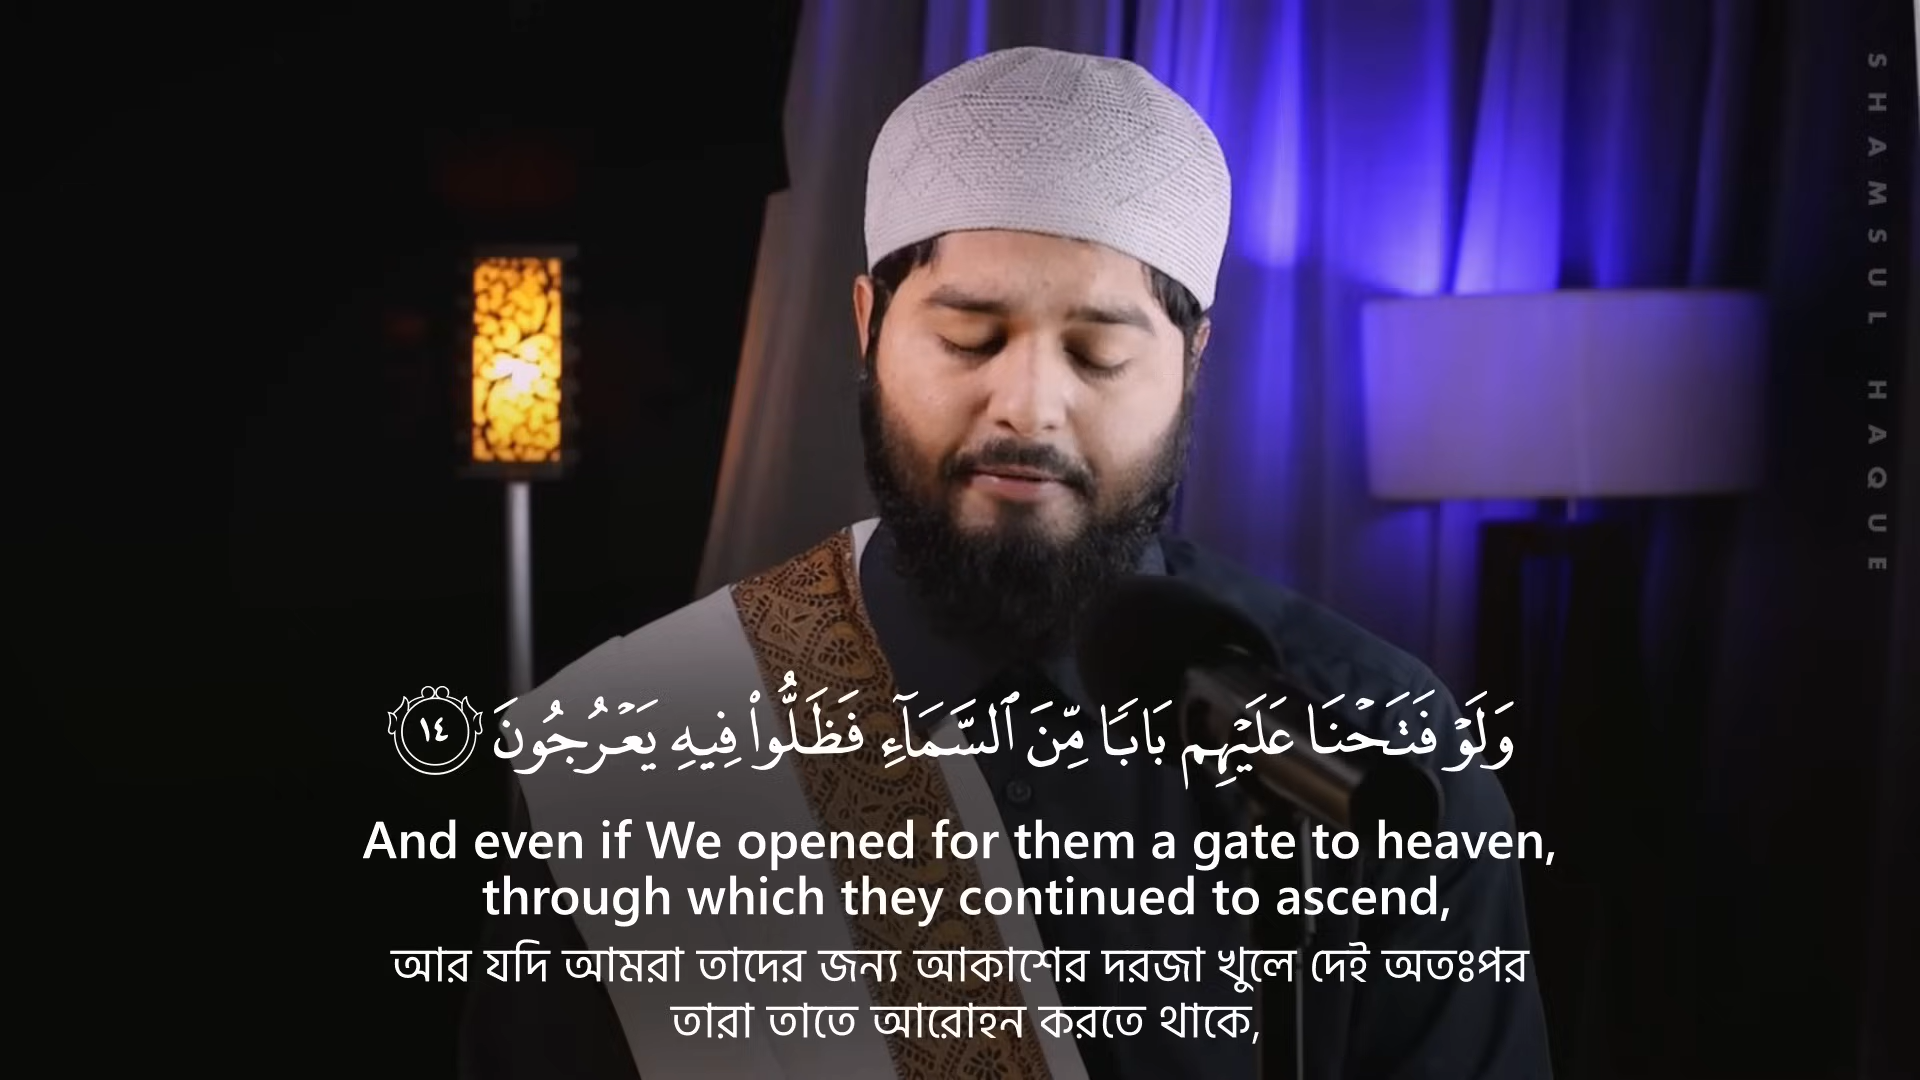 وَلَوْ فَتَحْنَا عَلَيْهِم بَابًا مِّنَ ٱلسَّمَآءِ فَظَلُّوا۟ فِيهِ يَعْرُجُونَ ١٤
And even if We opened for them a gate to heaven,
through which they continued to ascend,
আর যদি আমরা তাদের জন্য আকাশের দরজা খুলে দেই অতঃপর
তারা তাতে আরোহন করতে থাকে,
SHAMSUL HAQUE